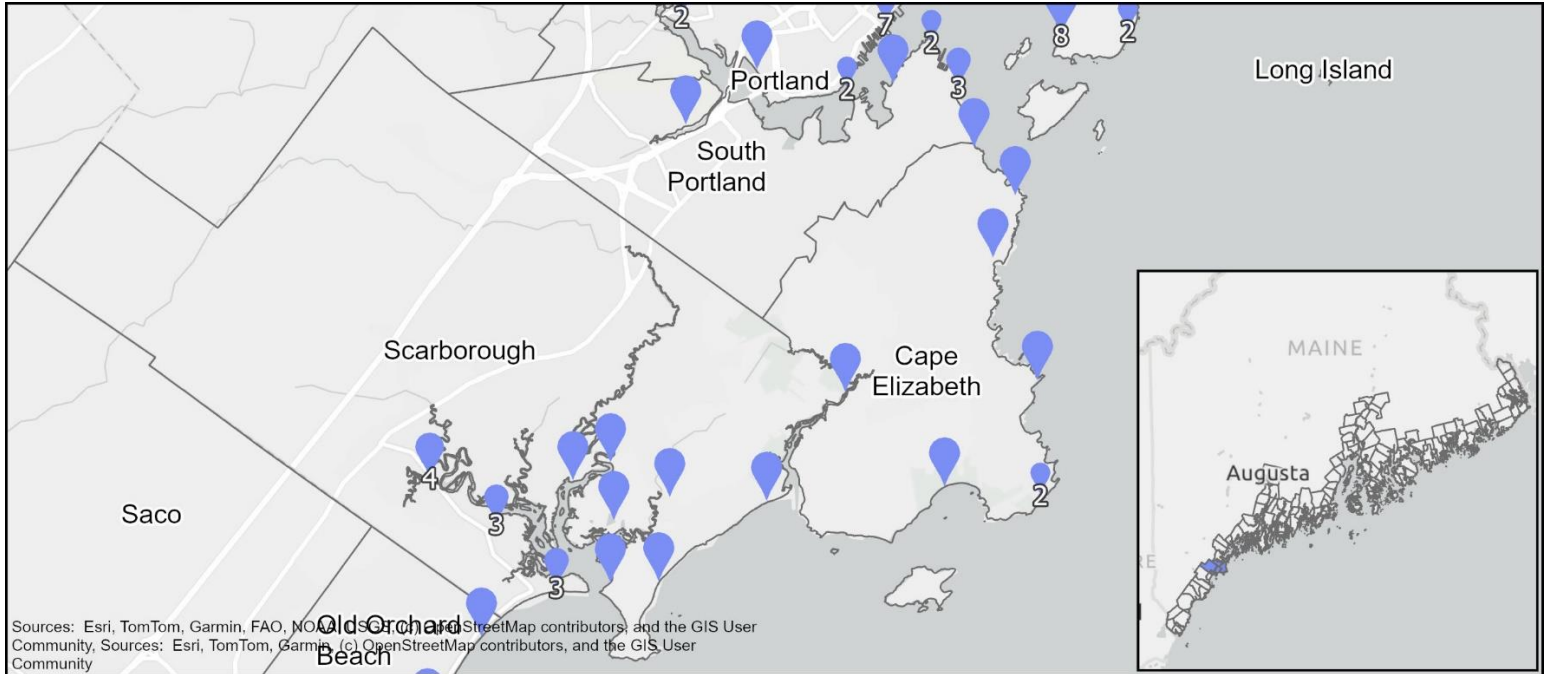 2
7
2
8
2
Portland
2
3
Long Island
South
Portland
Scarborough
Cape
Elizabeth
4
3
2
3
Saco
Old Orchard
Beach
Sources: Esri, TomTom, Garmin, FAO, NOAA, USGS, (c) OpenStreetMap contributors, and the GIS User
Community, Sources: Esri, TomTom, Garmin, (c) OpenStreetMap contributors, and the GIS User
Community
MAINE
Augusta
RE